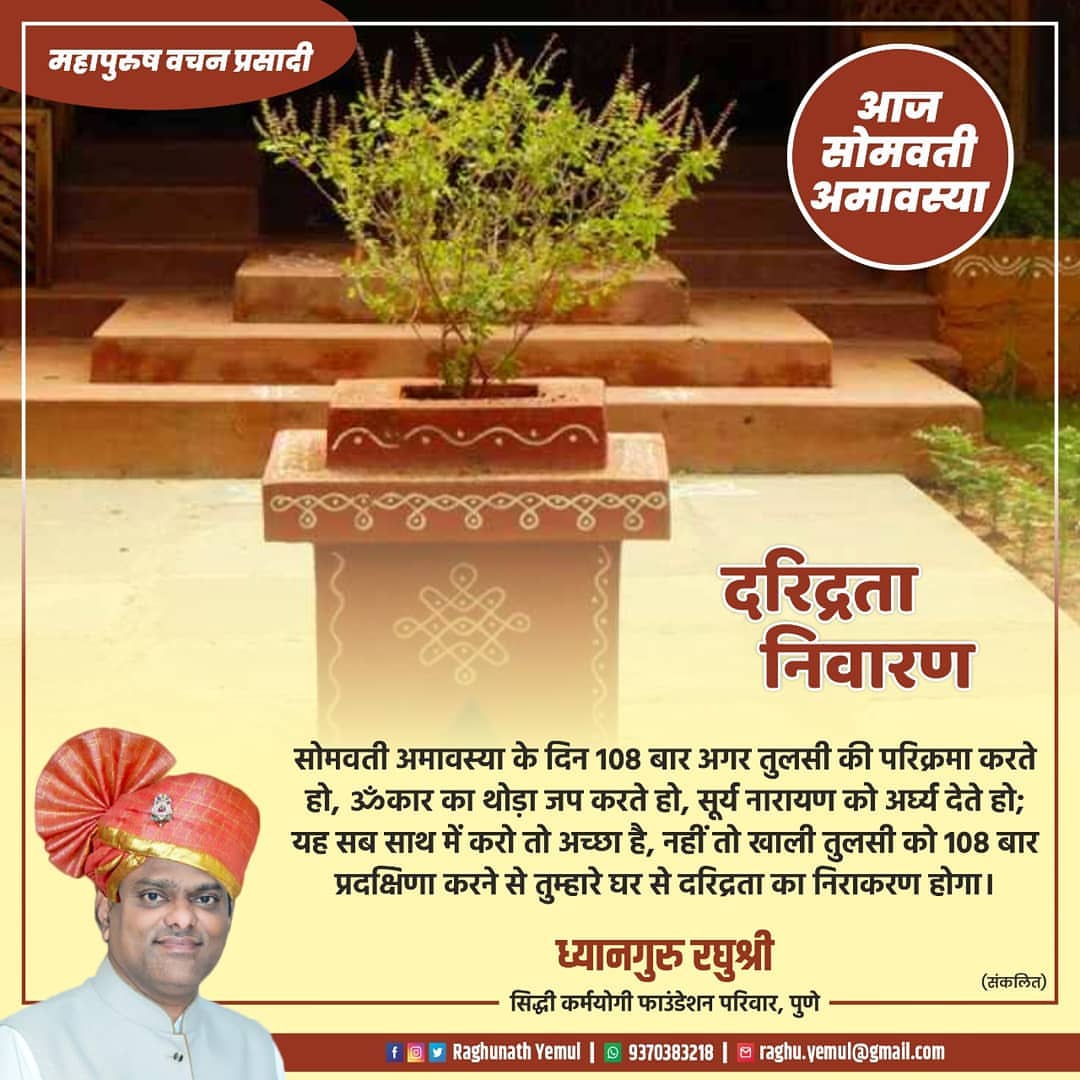 महापुरुष वचन प्रसादी
आज
सोमवती
अमावस्या
दरिद्रता
निवारण
सोमवती अमावस्या के दिन 108 बार अगर तुलसी की परिक्रमा करते
हो, ॐकार का थोड़ा जप करते हो, सूर्य नारायण को अर्घ्य देते हो;
यह सब साथ में करो तो अच्छा है, नहीं तो खाली तुलसी को 108 बार
प्रदक्षिणा करने से तुम्हारे घर से दरिद्रता का निराकरण होगा।
ध्यानगुरु रघुश्री
(संकलित)
सिद्धी कर्मयोगी फाउंडेशन परिवार, पुणे
Raghunath Yemul | 9370383218 | raghu.yemul@gmail.com